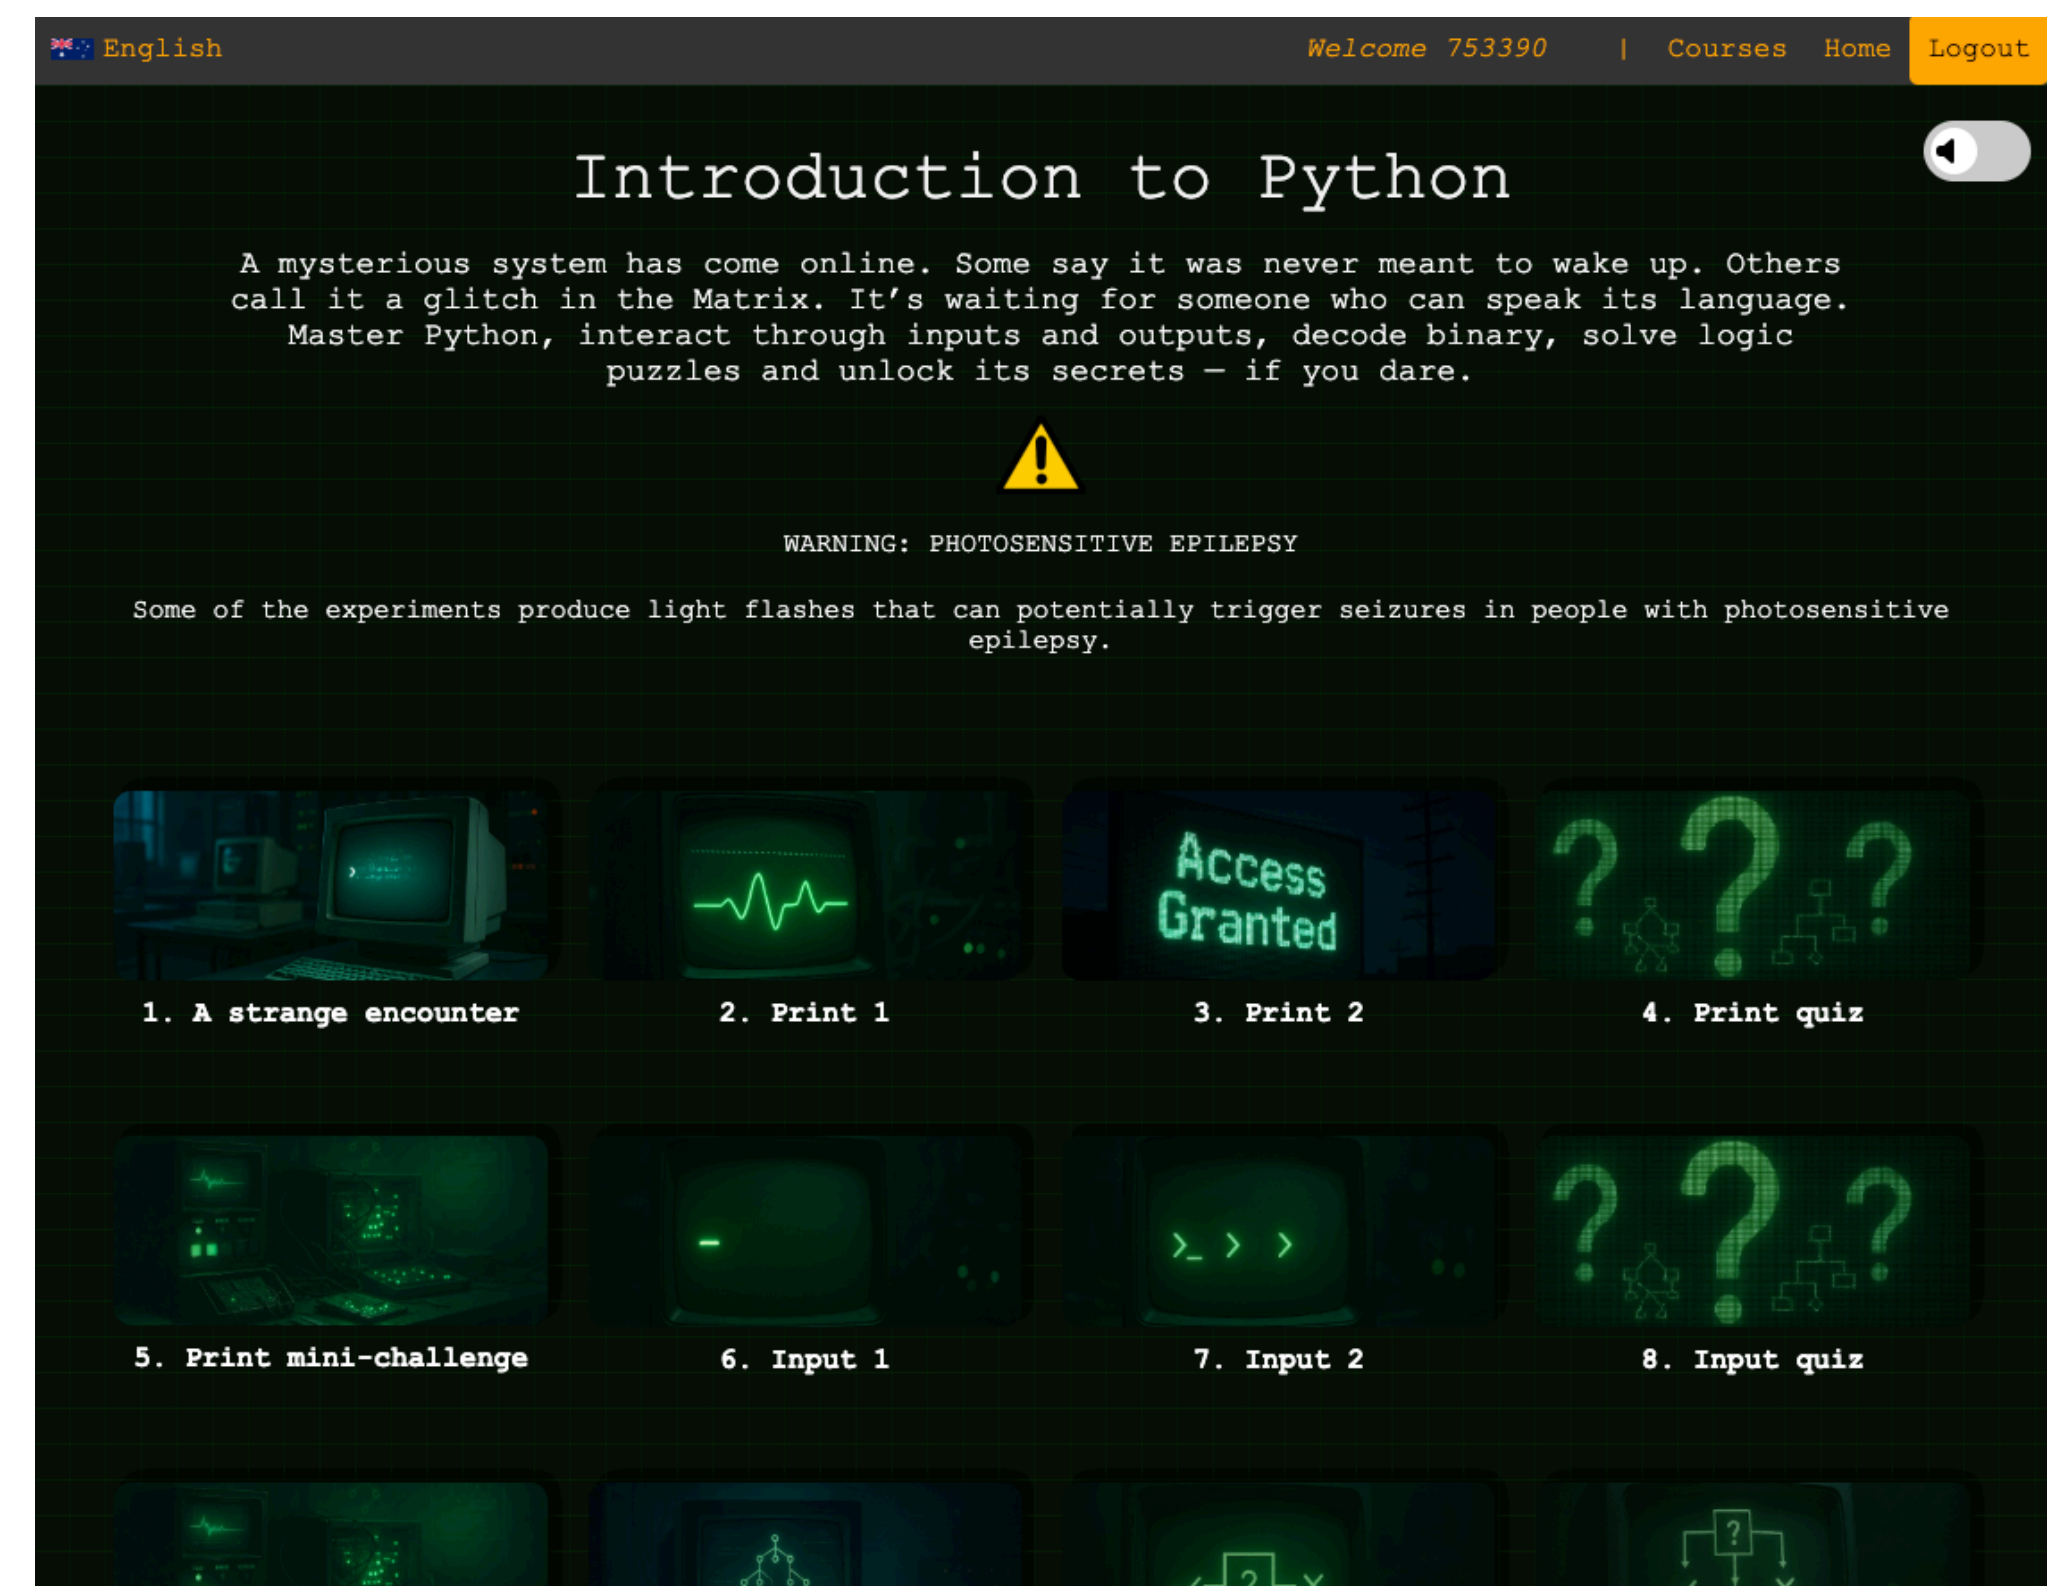 English
Welcome 753390 | Courses Home Logout
Introduction to Python
A mysterious system has come online. Some say it was never meant to wake up. Others
call it a glitch in the Matrix. It’s waiting for someone who can speak its language.
Master Python, interact through inputs and outputs, decode binary, solve logic
puzzles and unlock its secrets — if you dare.
WARNING: PHOTOSENSITIVE EPILEPSY
Some of the experiments produce light flashes that can potentially trigger seizures in people with photosensitive
epilepsy.
Access
Granted
? ? ?
1. A strange encounter
2. Print 1
3. Print 2
4. Print quiz
>_ > >
? ? ?
5. Print mini-challenge
6. Input 1
7. Input 2
8. Input quiz
?
?